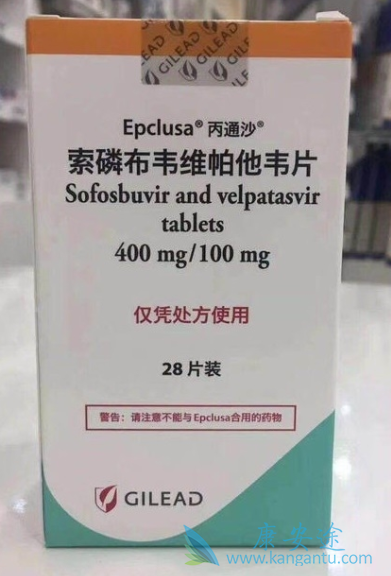 GILEAD
GILEAD
Epclusa® 丙通沙®
索磷布韦维帕他韦片
Sofosbuvir and velpatasvir
tablets
400 mg/100 mg
仅凭处方使用
28 片装
警告：请注意不能与Epclusa合用的药物
GILEAD
康安途
www.kangantu.com